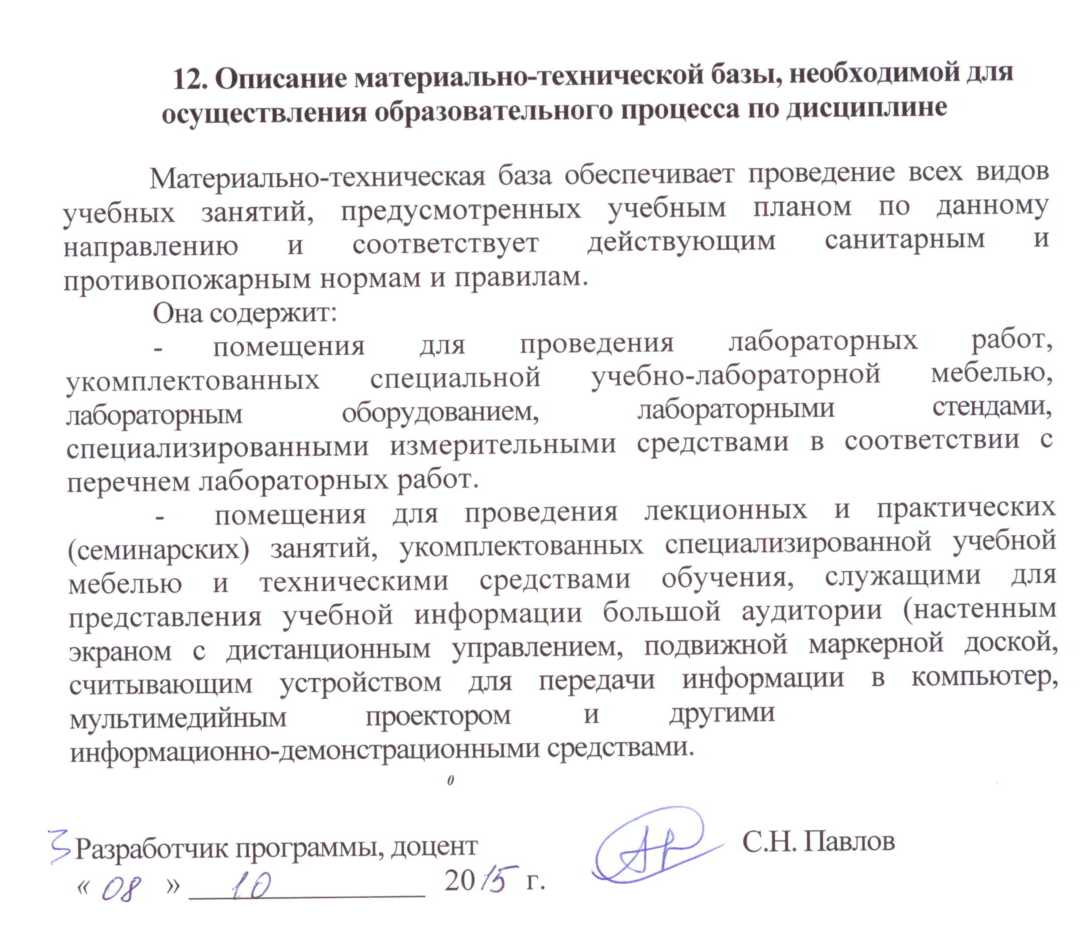 12. Описание материально-технической базы, необходимой для
осуществления образовательного процесса по дисциплине
Материально-техническая база обеспечивает проведение всех видов
учебных занятий, предусмотренных учебным планом по данному
направлению и соответствует действующим санитарным и
противопожарным нормам и правилам.
Она содержит:
- помещения для проведения лабораторных работ,
укомплектованных специальной учебно-лабораторной мебелью,
лабораторным оборудованием, лабораторными стендами,
специализированными измерительными средствами в соответствии с
перечнем лабораторных работ.
- помещения для проведения лекционных и практических
(семинарских) занятий, укомплектованных специализированной учебной
мебелью и техническими средствами обучения, служащими для
представления учебной информации большой аудитории (настенным
экраном с дистанционным управлением, подвижной маркерной доской,
считывающим устройством для передачи информации в компьютер,
мультимедийным проектором и другими
информационно-демонстрационными средствами.
0
Разработчик программы, доцент С.Н. Павлов
« 08 » 10 2015 г.